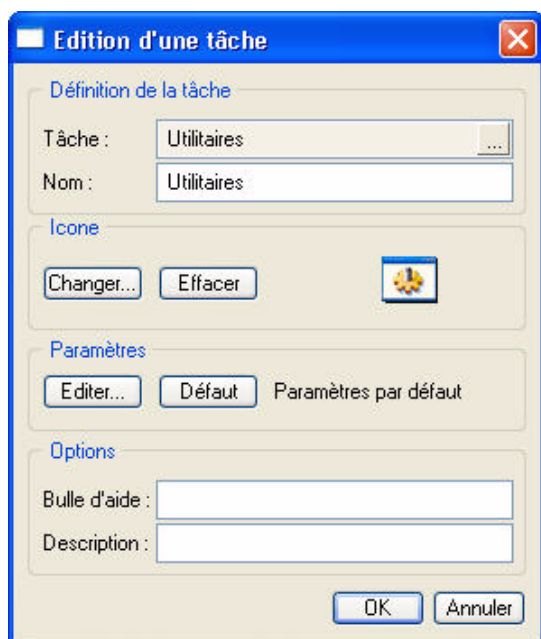 Edition d'une tâche
Définition de la tâche
Tâche : Utilitaires ...
Nom : Utilitaires
Icone
Changer... Effacer
Paramètres
Editer... Défaut Paramètres par défaut
Options
Bulle d'aide :
Description :
OK Annuler